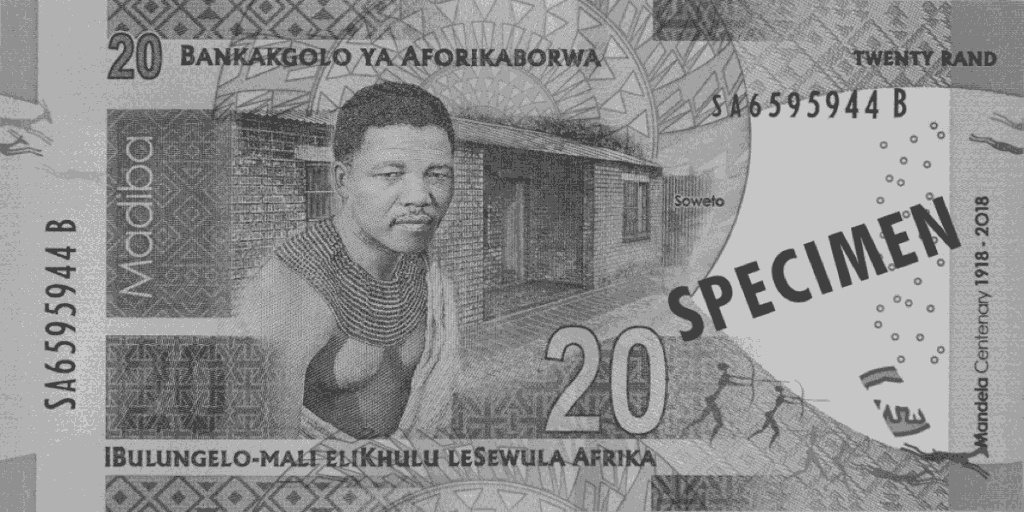 20 BANKAKGOLO YA AFORIKABORWA
TWENTY RAND
SA6595944 B
Madiba
Soweto
SA6595944 B
SPECIMEN
20
20
Mandela Centenary 1918 - 2018
IBULUNGELO-MALI ELIKHULU LESEWULA AFRIKA